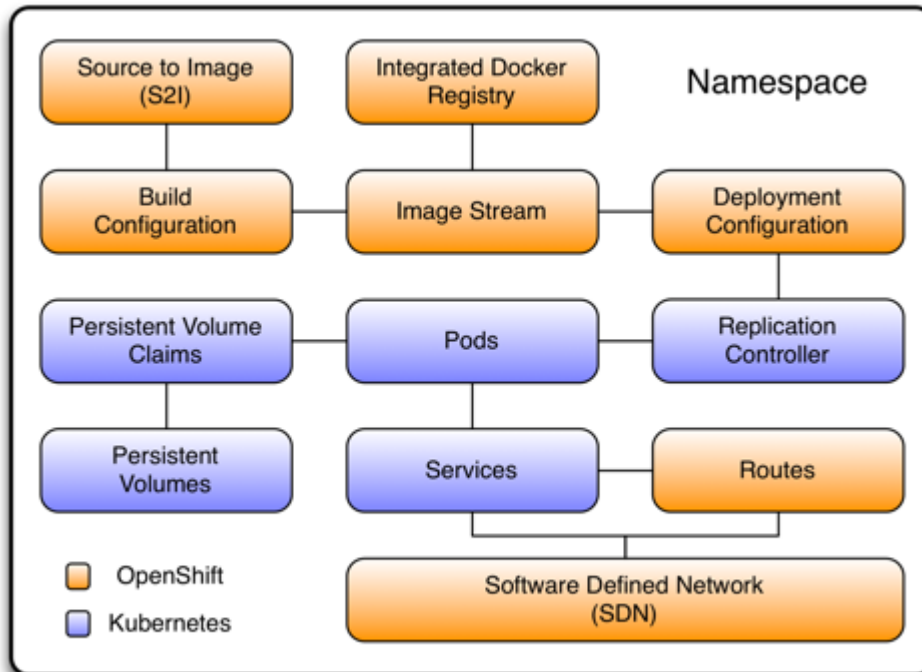 Source to Image
(S2I)
Integrated Docker
Registry
Namespace
Build
Configuration
Image Stream
Deployment
Configuration
Persistent Volume
Claims
Pods
Replication
Controller
Persistent
Volumes
Services
Routes
OpenShift
Kubernetes
Software Defined Network
(SDN)